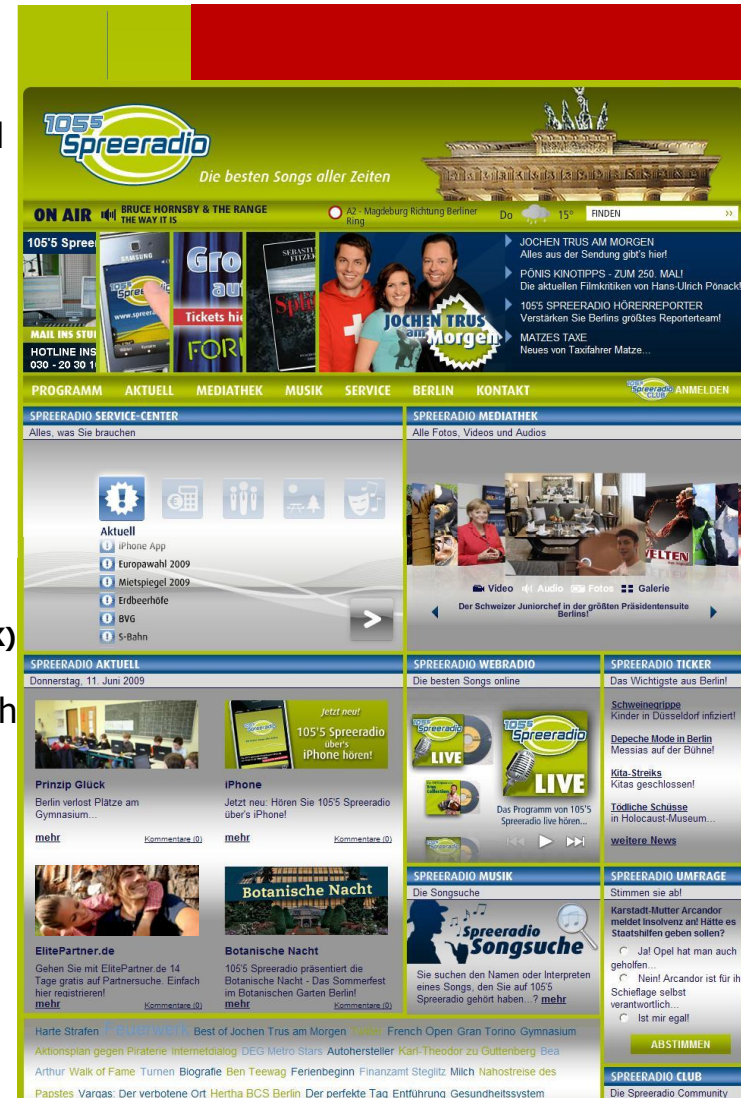 105'5
Spreeradio
Die besten Songs aller Zeiten
ON AIR
BRUCE HORNSBY & THE RANGE
THE WAY IT IS
A2 - Magdeburg Richtung Berliner
Ring
Do
15°
FINDEN
>>
105'5 Spree
MAIL INS STU
HOTLINE INS
030 - 20 30 1
SAMSUNG
Gro
au
Tickets hi
FOR
SEBASTI
FITZEK
JOCHEN TRUS
am
Morgen
JOCHEN TRUS AM MORGEN
Alles aus der Sendung gibt's hier!
PÖNIS KINOTIPPS - ZUM 250. MAL!
Die aktuellen Filmkritiken von Hans-Ulrich Pönack!
105'5 SPREERADIO HÖRERREPORTER
Verstärken Sie Berlins größtes Reporterteam!
MATZES TAXE
Neues von Taxifahrer Matze...
PROGRAMM AKTUELL MEDIATHEK MUSIK SERVICE BERLIN KONTAKT
Spreeradio
CLUB
ANMELDEN
SPREERADIO SERVICE-CENTER
Alles, was Sie brauchen
Aktuell
iPhone App
Europawahl 2009
Mietspiegel 2009
Erdbeerhöfe
BVG
S-Bahn
SPREERADIO MEDIATHEK
Alle Fotos, Videos und Audios
VELTEN
Video Audio Fotos Galerie
Der Schweizer Juniorchef in der größten Präsidentensuite
Berlins!
X)
h
SPREERADIO AKTUELL
Donnerstag, 11. Juni 2009
Prinzip Glück
Berlin verlost Plätze am
Gymnasium...
mehr
Kommentare (0)
Jetzt neu!
105'5 Spreeradio
über's
iPhone hören!
iPhone
Jetzt neu: Hören Sie 105'5 Spreeradio
über's iPhone!
mehr
Kommentare (0)
ElitePartner.de
Gehen Sie mit ElitePartner.de 14
Tage gratis auf Partnersuche. Einfach
hier registrieren!
mehr
Kommentare (0)
Botanische Nacht
Botanische Nacht
105'5 Spreeradio präsentiert die
Botanische Nacht - Das Sommerfest
im Botanischen Garten Berlin!
mehr
Kommentare (0)
SPREERADIO WEBRADIO
Die besten Songs online
105'5
Spreeradio
LIVE
105'5
Spreeradio
LIVE
Das Programm von 105'5
Spreeradio live hören...
SPREERADIO MUSIK
Die Songsuche
Spreeradio
Songsuche
Sie suchen den Namen oder Interpreten
eines Songs, den Sie auf 105'5
Spreeradio gehört haben...? mehr
SPREERADIO TICKER
Das Wichtigste aus Berlin!
Schweinegrippe
Kinder in Düsseldorf infiziert!
Depeche Mode in Berlin
Messias auf der Bühne!
Kita-Streiks
Kitas geschlossen!
Tödliche Schüsse
in Holocaust-Museum...
weitere News
SPREERADIO UMFRAGE
Stimmen sie ab!
Karstadt-Mutter Arcandor
meldet Insolvenz an! Hätte es
Staatshilfen geben sollen?
Ja! Opel hat man auch
geholfen...
Nein! Arcandor ist für ih
Schieflage selbst
verantwortlich...
Ist mir egal!
ABSTIMMEN
SPREERADIO CLUB
Die Spreeradio Community
Harte Strafen Feuerwerk Best of Jochen Trus am Morgen French Open Gran Torino Gymnasium
Aktionsplan gegen Piraterie Internetdialog DEG Metro Stars Autohersteller Karl-Theodor zu Guttenberg Bea
Arthur Walk of Fame Turnen Biografie Ben Teewag Ferienbeginn Finanzamt Steglitz Milch Nahostreise des
Papstes Vargas: Der verbotene Ort Hertha BCS Berlin Der perfekte Tag Entführung Gesundheitssystem